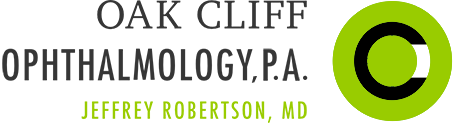 OAK CLIFF
OPHTHALMOLOGY, P.A.
JEFFREY ROBERTSON, MD